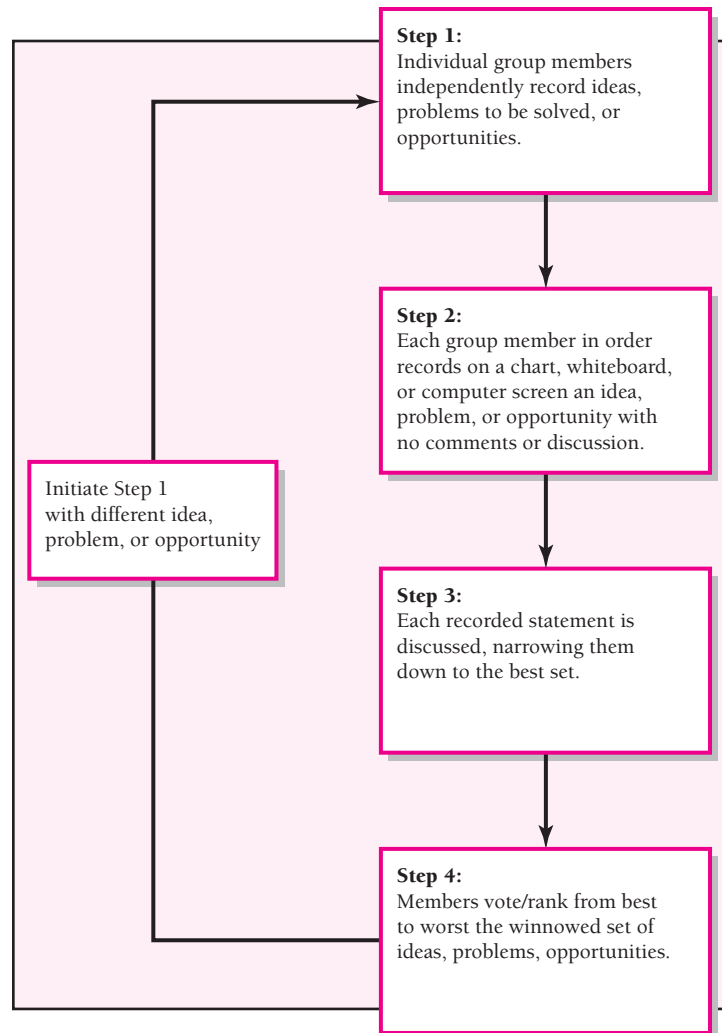 Step 1:
Individual group members
independently record ideas,
problems to be solved, or
opportunities.
Step 2:
Each group member in order
records on a chart, whiteboard,
or computer screen an idea,
problem, or opportunity with
no comments or discussion.
Initiate Step 1
with different idea,
problem, or opportunity
Step 3:
Each recorded statement is
discussed, narrowing them
down to the best set.
Step 4:
Members vote/rank from best
to worst the winnowed set of
ideas, problems, opportunities.